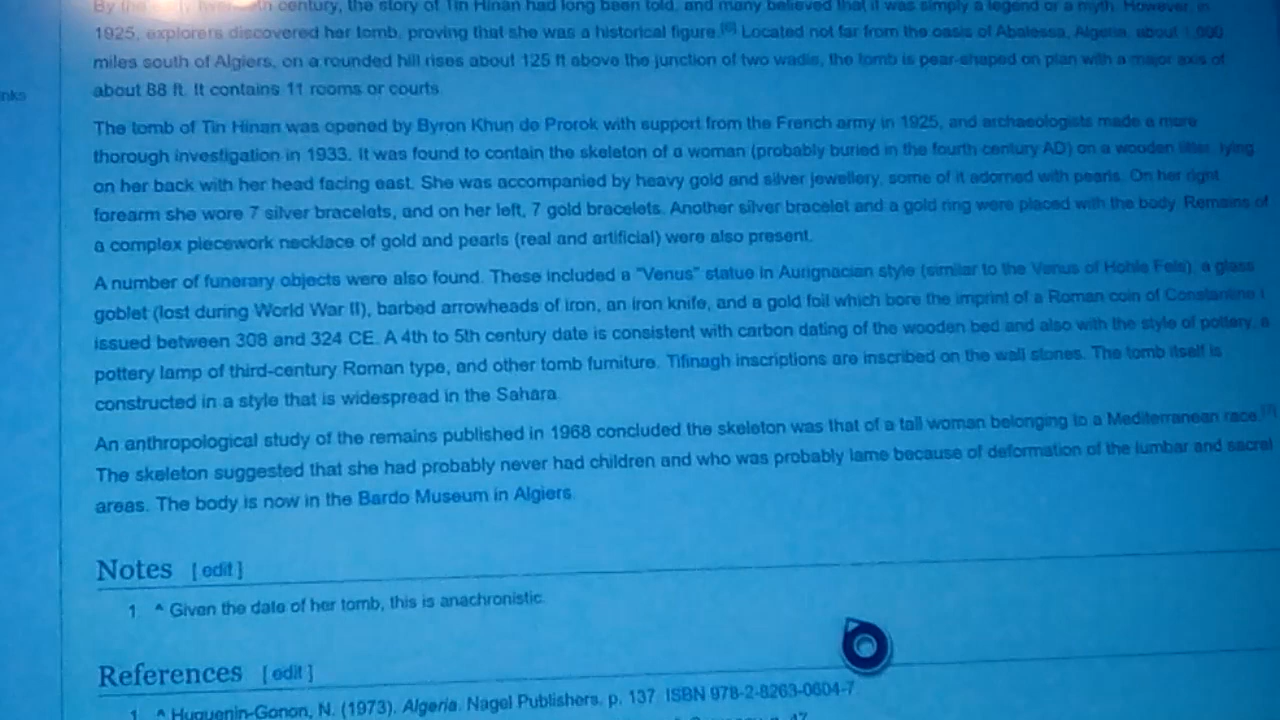 By the century, the story of Tin Hinan had long been told, and many believed that it was simply a legend or a myth. However, in
1925, explorers discovered her tomb, proving that she was a historical figure.[6] Located not far from the oasis of Abalessa, Algeria, about 1,000
miles south of Algiers, on a rounded hill rises about 125 ft above the junction of two wadis, the tomb is pear-shaped on plan with a major axis of
nks
about 88 ft. It contains 11 rooms or courts.
The tomb of Tin Hinan was opened by Byron Khun de Prorok with support from the French army in 1925, and archaeologists made a more
thorough investigation in 1933. It was found to contain the skeleton of a woman (probably buried in the fourth century AD) on a wooden litter, lying
on her back with her head facing east. She was accompanied by heavy gold and silver jewellery, some of it adorned with pearls. On her right
forearm she wore 7 silver bracelets, and on her left, 7 gold bracelets. Another silver bracelet and a gold ring were placed with the body. Remains of
a complex piecework necklace of gold and pearls (real and artificial) were also present.
A number of funerary objects were also found. These included a "Venus" statue in Aurignacian style (similar to the Venus of Hohle Fels), a glass
goblet (lost during World War II), barbed arrowheads of iron, an iron knife, and a gold foil which bore the imprint of a Roman coin of Constantine I
issued between 308 and 324 CE. A 4th to 5th century date is consistent with carbon dating of the wooden bed and also with the style of pottery, a
pottery lamp of third-century Roman type, and other tomb furniture. Tifinagh inscriptions are inscribed on the wall stones. The tomb itself is
constructed in a style that is widespread in the Sahara.
An anthropological study of the remains published in 1968 concluded the skeleton was that of a tall woman belonging to a Mediterranean race.[7]
The skeleton suggested that she had probably never had children and who was probably lame because of deformation of the lumbar and sacral
areas. The body is now in the Bardo Museum in Algiers.
Notes [edit]
1. ^ Given the date of her tomb, this is anachronistic.
References [edit]
1. ^ Huguenin-Gonon, N. (1973). Algeria. Nagel Publishers. p. 137. ISBN 978-2-8263-0604-7.